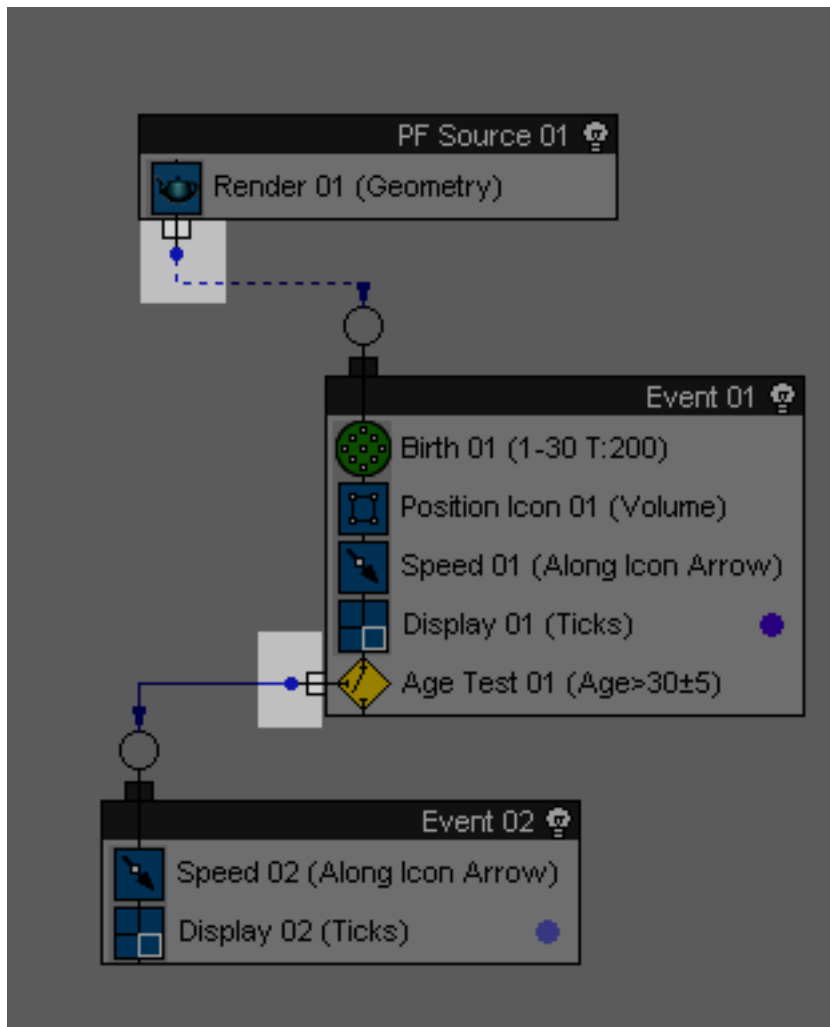 PF Source 01
Render 01 (Geometry)
Event 01
Birth 01 (1-30 T:200)
Position Icon 01 (Volume)
Speed 01 (Along Icon Arrow)
Display 01 (Ticks)
Age Test 01 (Age>30±5)
Event 02
Speed 02 (Along Icon Arrow)
Display 02 (Ticks)